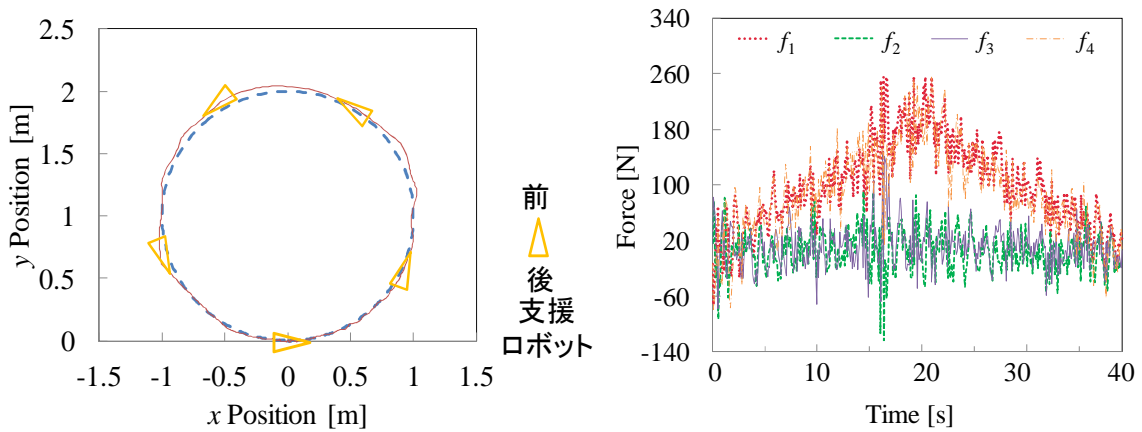 2.5
2
1.5
1
0.5
0
-1.5
-1
-0.5
0
0.5
1
1.5
y Position [m]
x Position [m]
前
後
支援
ロボット
340
260
180
100
20
-60
-140
0
10
20
30
40
Force [N]
Time [s]
f1
f2
f3
f4